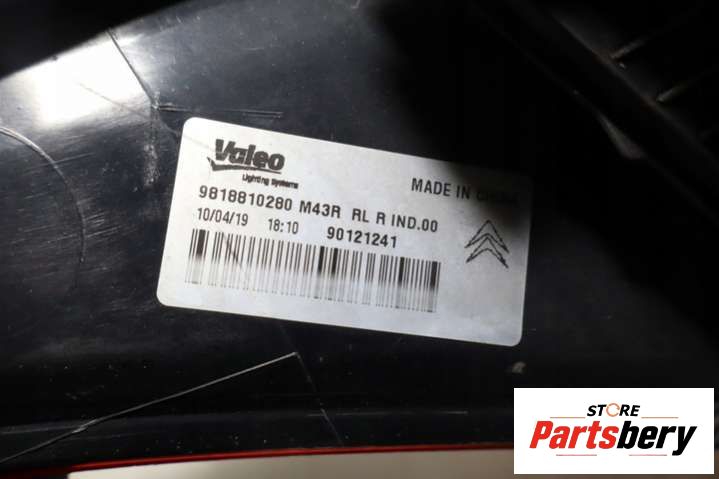 Valeo
Lighting Systems
MADE IN CHINA
9818810280 M43R RL R IND.00
10/04/19 18:10 90121241
STORE
Partsbery